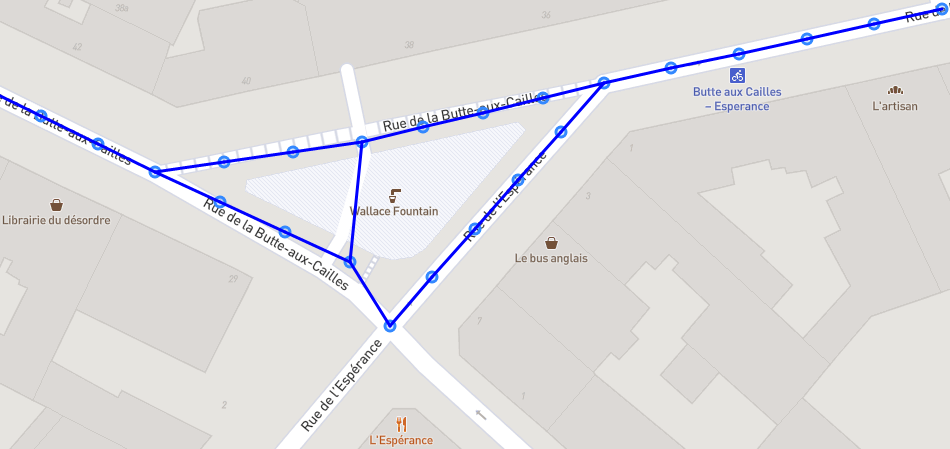 38a
36
43
38
40
Rue de
Rue de la Butte-aux-Cailles
Butte aux Cailles
– Esperance
L'artisan
de la Butte-aux-Cailles
1
Rue de l'Espérance
3
Wallace Fountain
Librairie du désordre
Rue de la Butte-aux-Cailles
Le bus anglais
29
7
Rue de l'Espérance
2
1
L'Espérance